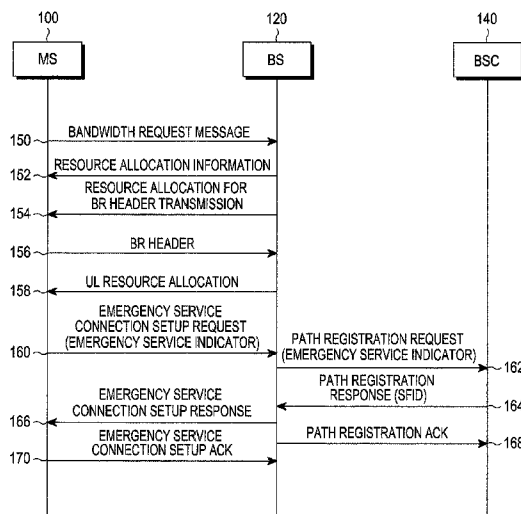 100
120
140
MS
BS
BSC
150
BANDWIDTH REQUEST MESSAGE
152
RESOURCE ALLOCATION INFORMATION
RESOURCE ALLOCATION FOR
BR HEADER TRANSMISSION
154
156
BR HEADER
158
UL RESOURCE ALLOCATION
EMERGENCY SERVICE
CONNECTION SETUP REQUEST
(EMERGENCY SERVICE INDICATOR)
160
PATH REGISTRATION REQUEST
(EMERGENCY SERVICE INDICATOR)
162
PATH REGISTRATION
RESPONSE (SFID)
164
EMERGENCY SERVICE
CONNECTION SETUP RESPONSE
166
PATH REGISTRATION ACK
168
EMERGENCY SERVICE
CONNECTION SETUP ACK
170